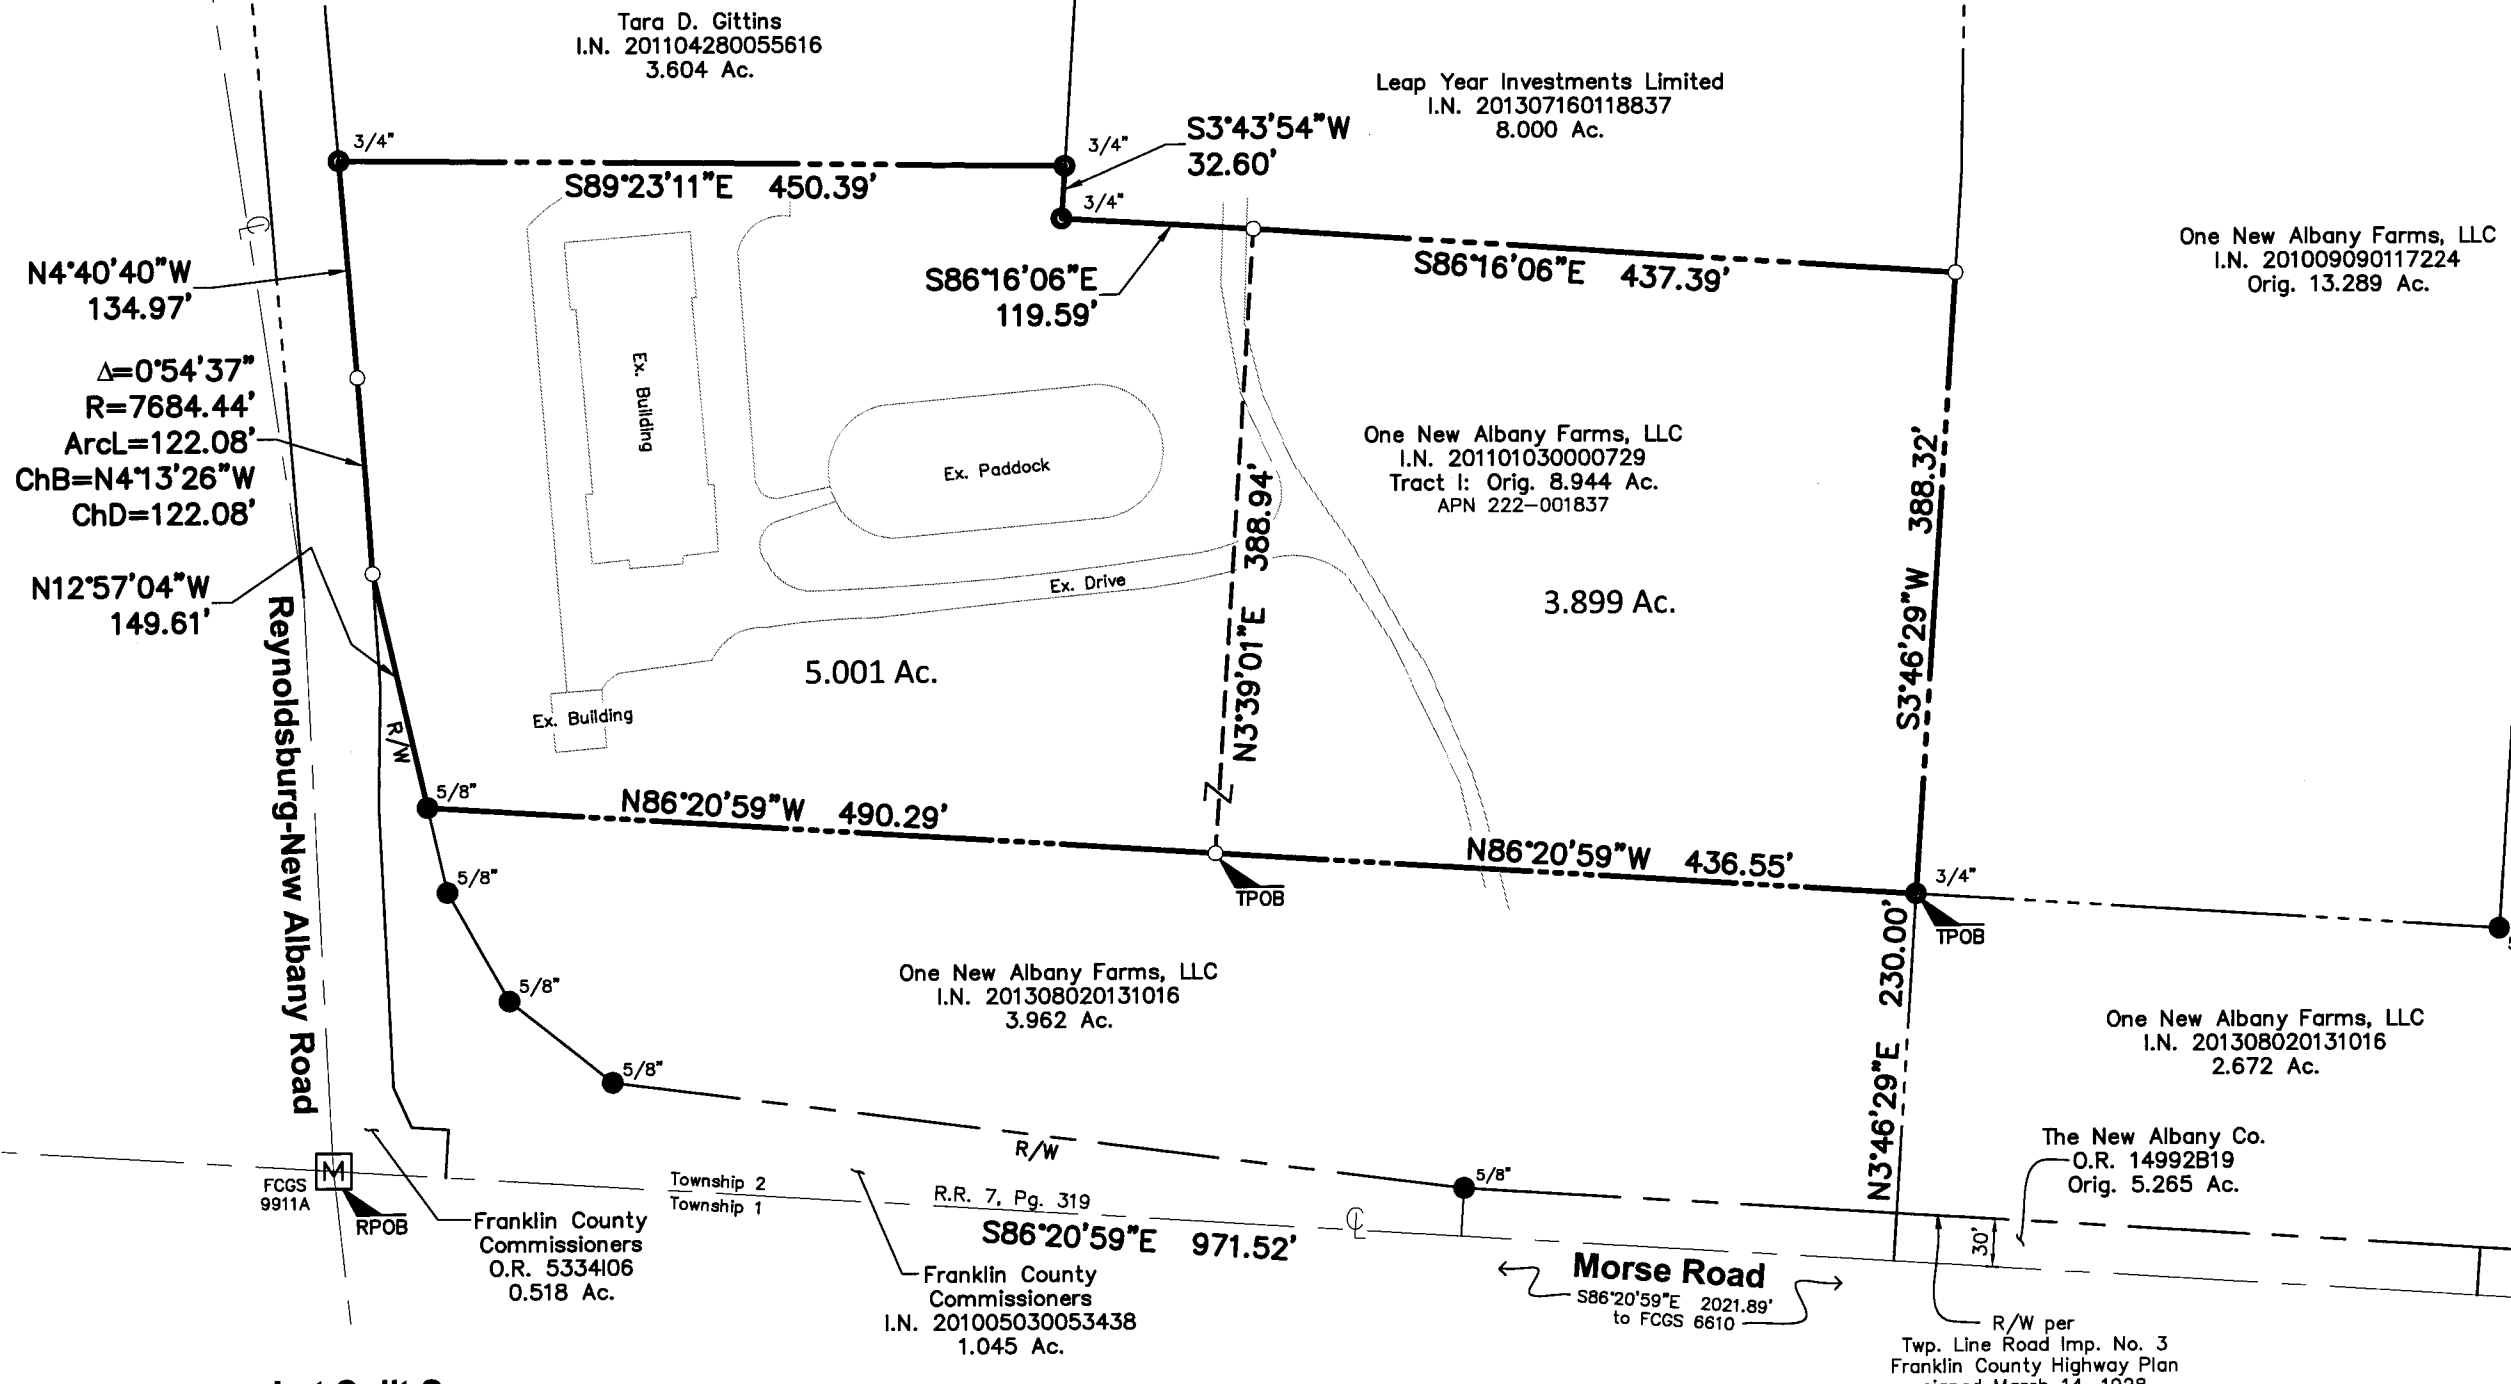 Tara D. Gittins
I.N. 201104280055616
3.604 Ac.
Leap Year Investments Limited
I.N. 201307160118837
8.000 Ac.
3/4"
3/4"
S3°43'54"W
32.60'
S89°23'11"E 450.39'
3/4"
One New Albany Farms, LLC
I.N. 201009090117224
Orig. 13.289 Ac.
N4°40'40"W
134.97'
S86°16'06"E
119.59'
S86°16'06"E 437.39'
Δ=0°54'37"
R=7684.44'
ArcL=122.08'
ChB=N4°13'26"W
ChD=122.08'
Ex. Building
Ex. Paddock
One New Albany Farms, LLC
I.N. 201101030000729
Tract I: Orig. 8.944 Ac.
APN 222-001837
N3°39'01"E 388.94'
S3°46'29"W 388.32'
N12°57'04"W
149.61'
Ex. Drive
3.899 Ac.
5.001 Ac.
Ex. Building
R/W
Reynoldsburg-New Albany Road
5/8"
N86°20'59"W 490.29'
N86°20'59"W 436.55'
5/8"
TPOB
3/4"
TPOB
5/8"
One New Albany Farms, LLC
I.N. 201308020131016
3.962 Ac.
N3°46'29"E 230.00'
One New Albany Farms, LLC
I.N. 201308020131016
2.672 Ac.
5/8"
R/W
5/8"
The New Albany Co.
O.R. 14992B19
Orig. 5.265 Ac.
M
FCGS
9911A
RPOB
Township 2
Township 1
R.R. 7, Pg. 319
S86°20'59"E 971.52'
℄
℄
30'
Franklin County
Commissioners
O.R. 5334I06
0.518 Ac.
Franklin County
Commissioners
I.N. 201005030053438
1.045 Ac.
Morse Road
S86°20'59"E 2021.89'
to FCGS 6610
R/W per
Twp. Line Road Imp. No. 3
Franklin County Highway Plan